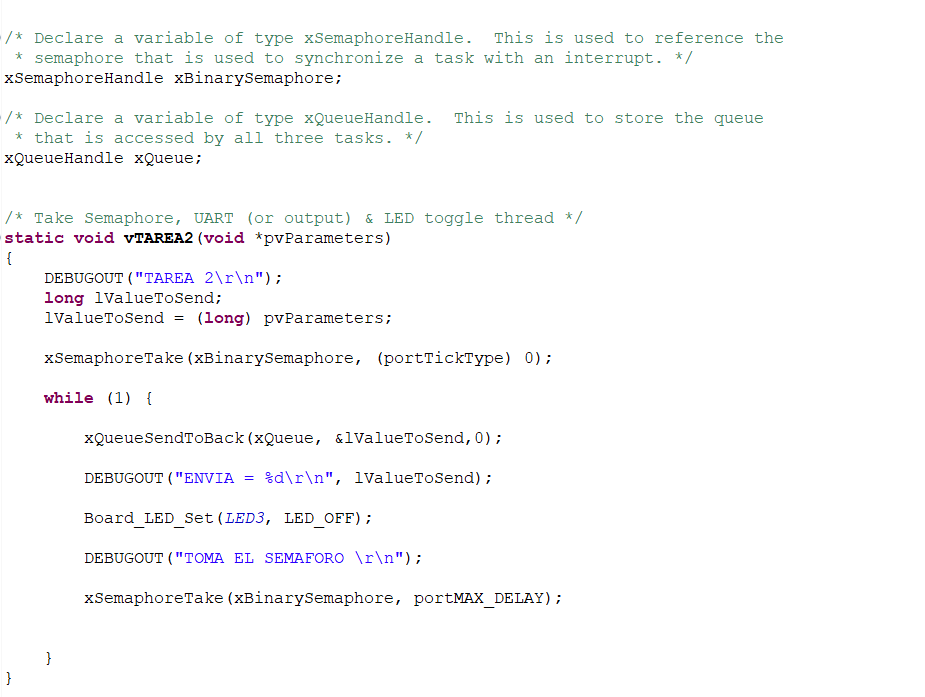 /* Declare a variable of type xSemaphoreHandle.  This is used to reference the
 * semaphore that is used to synchronize a task with an interrupt. */
xSemaphoreHandle xBinarySemaphore;
/* Declare a variable of type xQueueHandle.  This is used to store the queue
 * that is accessed by all three tasks. */
xQueueHandle xQueue;
/* Take Semaphore, UART (or output) & LED toggle thread */
static void vTAREA2(void *pvParameters)
{
    DEBUGOUT("TAREA 2\r\n");
    long lValueToSend;
    lValueToSend = (long) pvParameters;
    xSemaphoreTake(xBinarySemaphore, (portTickType) 0);
    while (1) {
        xQueueSendToBack(xQueue, &lValueToSend,0);
        DEBUGOUT("ENVIA = %d\r\n", lValueToSend);
        Board_LED_Set(LED3, LED_OFF);
        DEBUGOUT("TOMA EL SEMAFORO \r\n");
        xSemaphoreTake(xBinarySemaphore, portMAX_DELAY);
    }
}